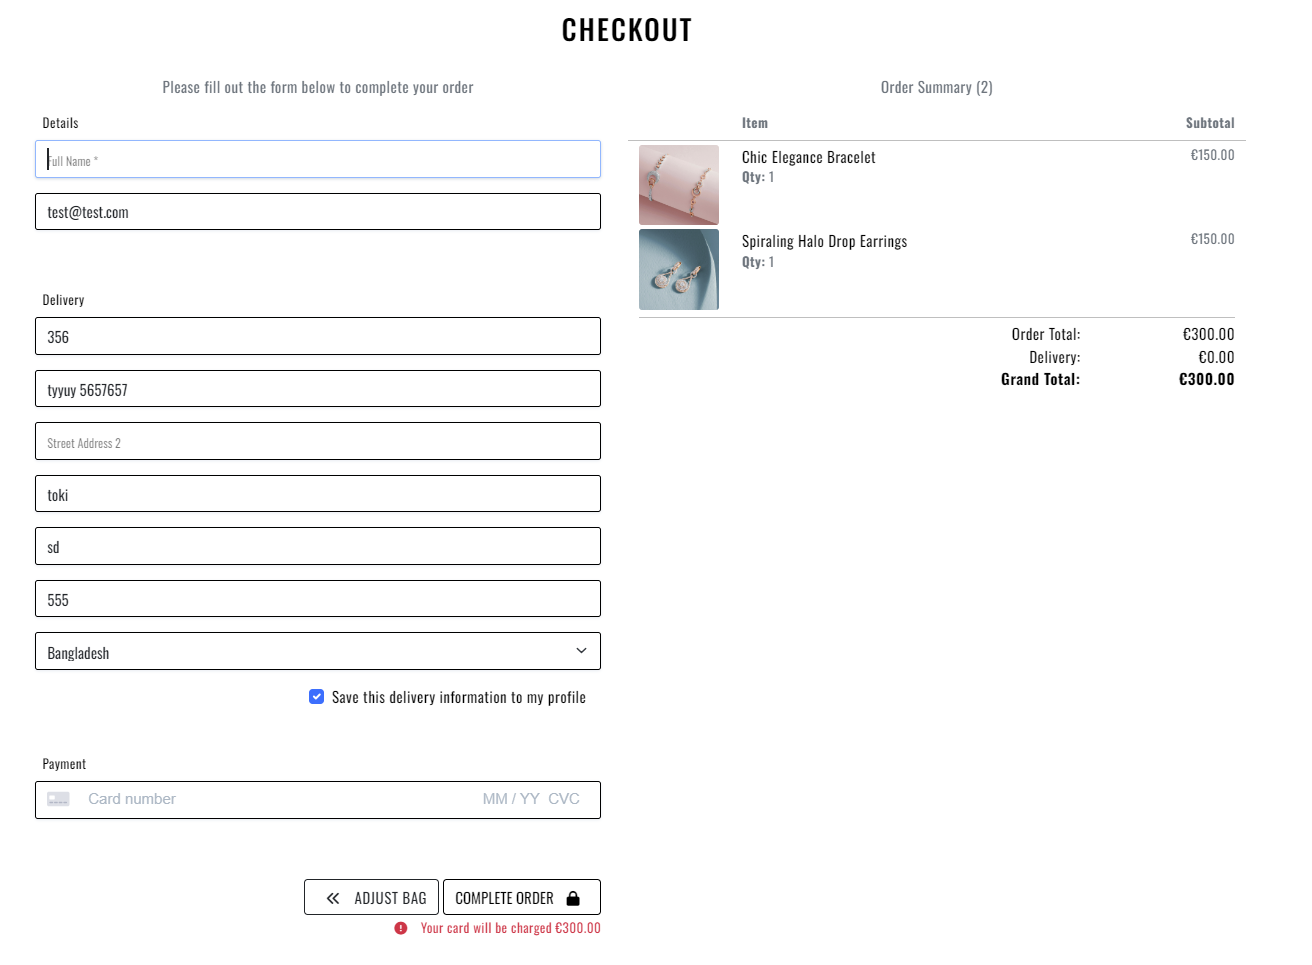 CHECKOUT
Please fill out the form below to complete your order
Details
Full Name *
test@test.com
Delivery
356
tyyuy 5657657
Street Address 2
toki
sd
555
Bangladesh
Save this delivery information to my profile
Payment
Card number MM / YY CVC
ADJUST BAG COMPLETE ORDER
Your card will be charged €300.00
Order Summary (2)
Item Subtotal
Chic Elegance Bracelet €150.00
Qty: 1
Spiraling Halo Drop Earrings €150.00
Qty: 1
Order Total: €300.00
Delivery: €0.00
Grand Total: €300.00